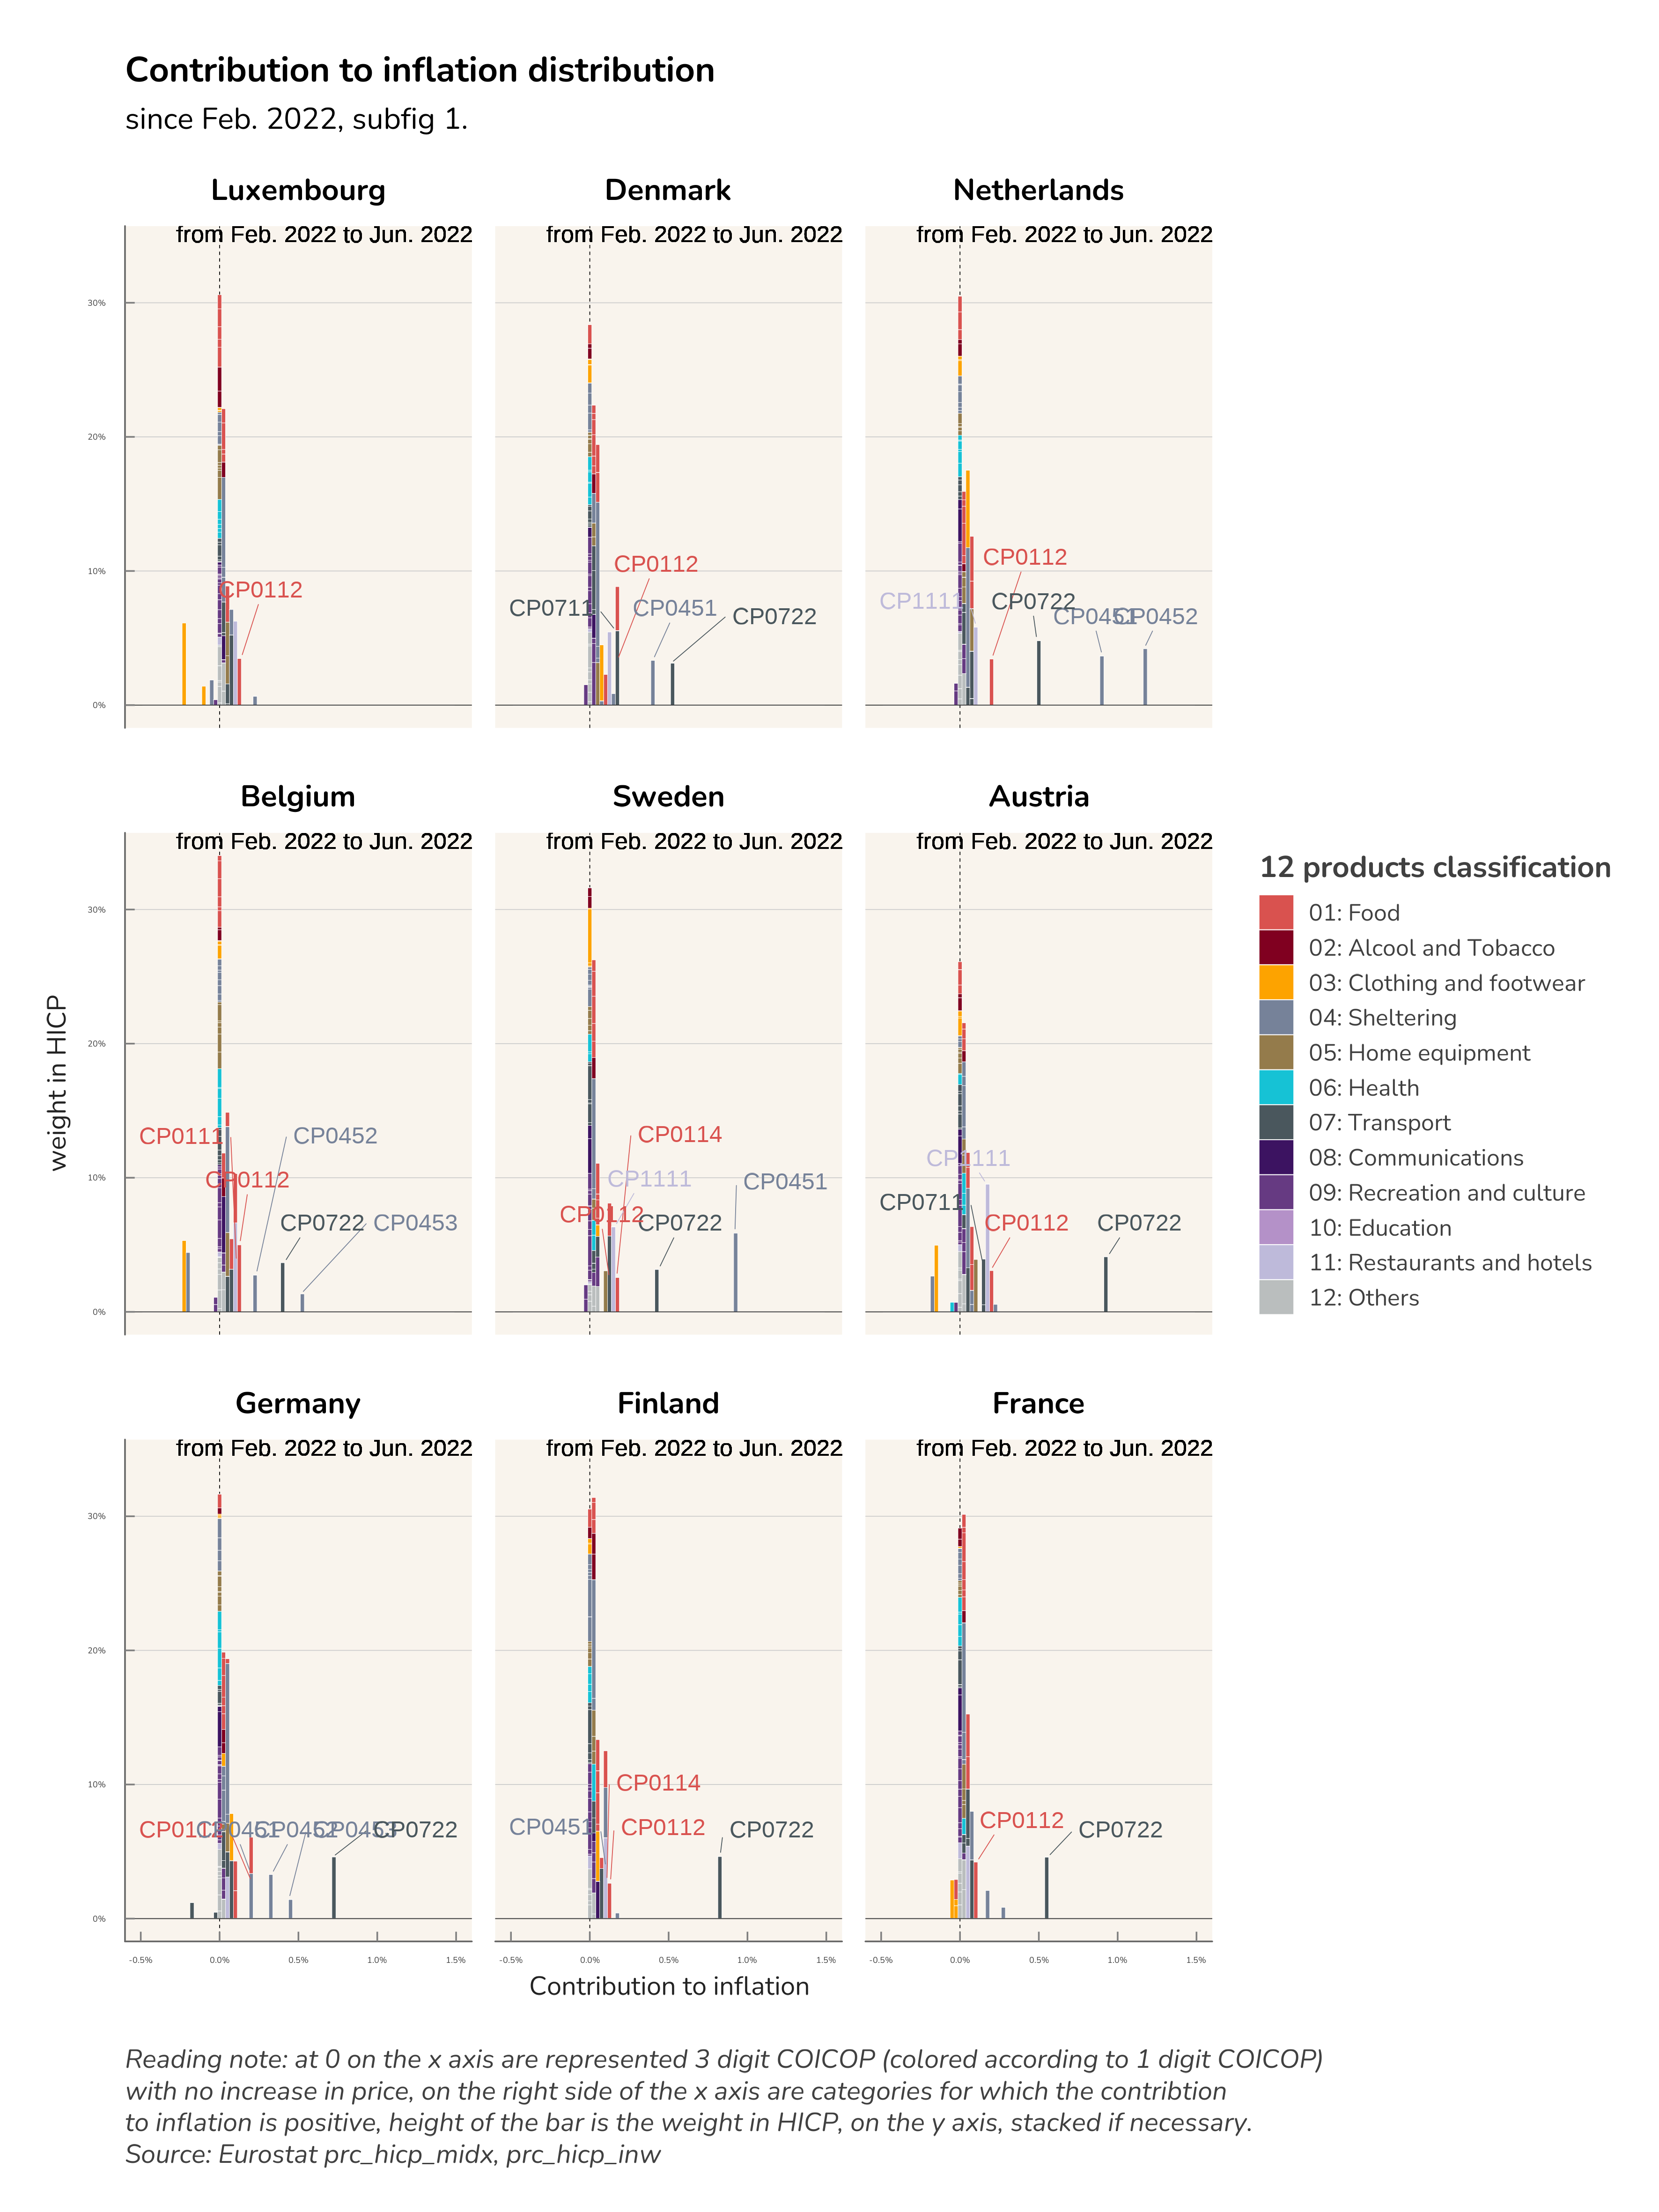 Contribution to inflation distribution
since Feb. 2022, subfig 1.
Luxembourg
Denmark
Netherlands
from Feb. 2022 to Jun. 2022
from Feb. 2022 to Jun. 2022
from Feb. 2022 to Jun. 2022
30%
20%
10%
0%
CP0112
CP0112
CP0711
CP0451
CP0722
CP0112
CP1111
CP0722
CP0451
CP0452
Belgium
Sweden
Austria
from Feb. 2022 to Jun. 2022
from Feb. 2022 to Jun. 2022
from Feb. 2022 to Jun. 2022
30%
20%
10%
0%
CP0111
CP0452
CP0112
CP0722
CP0453
CP0114
CP1111
CP0451
CP0112
CP0722
CP1111
CP0711
CP0112
CP0722
weight in HICP
12 products classification
01: Food
02: Alcool and Tobacco
03: Clothing and footwear
04: Sheltering
05: Home equipment
06: Health
07: Transport
08: Communications
09: Recreation and culture
10: Education
11: Restaurants and hotels
12: Others
Germany
Finland
France
from Feb. 2022 to Jun. 2022
from Feb. 2022 to Jun. 2022
from Feb. 2022 to Jun. 2022
30%
20%
10%
0%
CP0112
CP0451
CP0452
CP0453
CP0722
CP0114
CP0451
CP0112
CP0722
CP0112
CP0722
-0.5% 0.0% 0.5% 1.0% 1.5%
-0.5% 0.0% 0.5% 1.0% 1.5%
-0.5% 0.0% 0.5% 1.0% 1.5%
Contribution to inflation
Reading note: at 0 on the x axis are represented 3 digit COICOP (colored according to 1 digit COICOP)
with no increase in price, on the right side of the x axis are categories for which the contribtion
to inflation is positive, height of the bar is the weight in HICP, on the y axis, stacked if necessary.
Source: Eurostat prc_hicp_midx, prc_hicp_inw